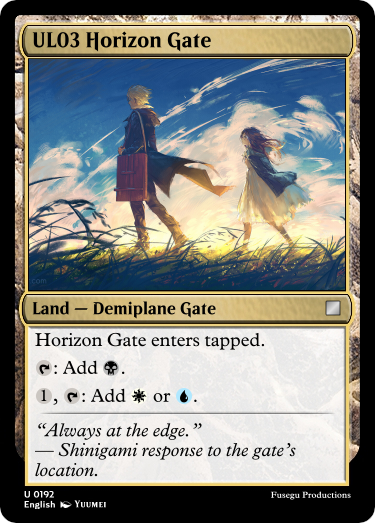 UL03 Horizon Gate
com
Land — Demiplane Gate
Horizon Gate enters tapped.
: Add .
1, : Add or .
“Always at the edge.”
— Shinigami response to the gate’s
location.
U 0192
English Yuumei
Fusegu Productions